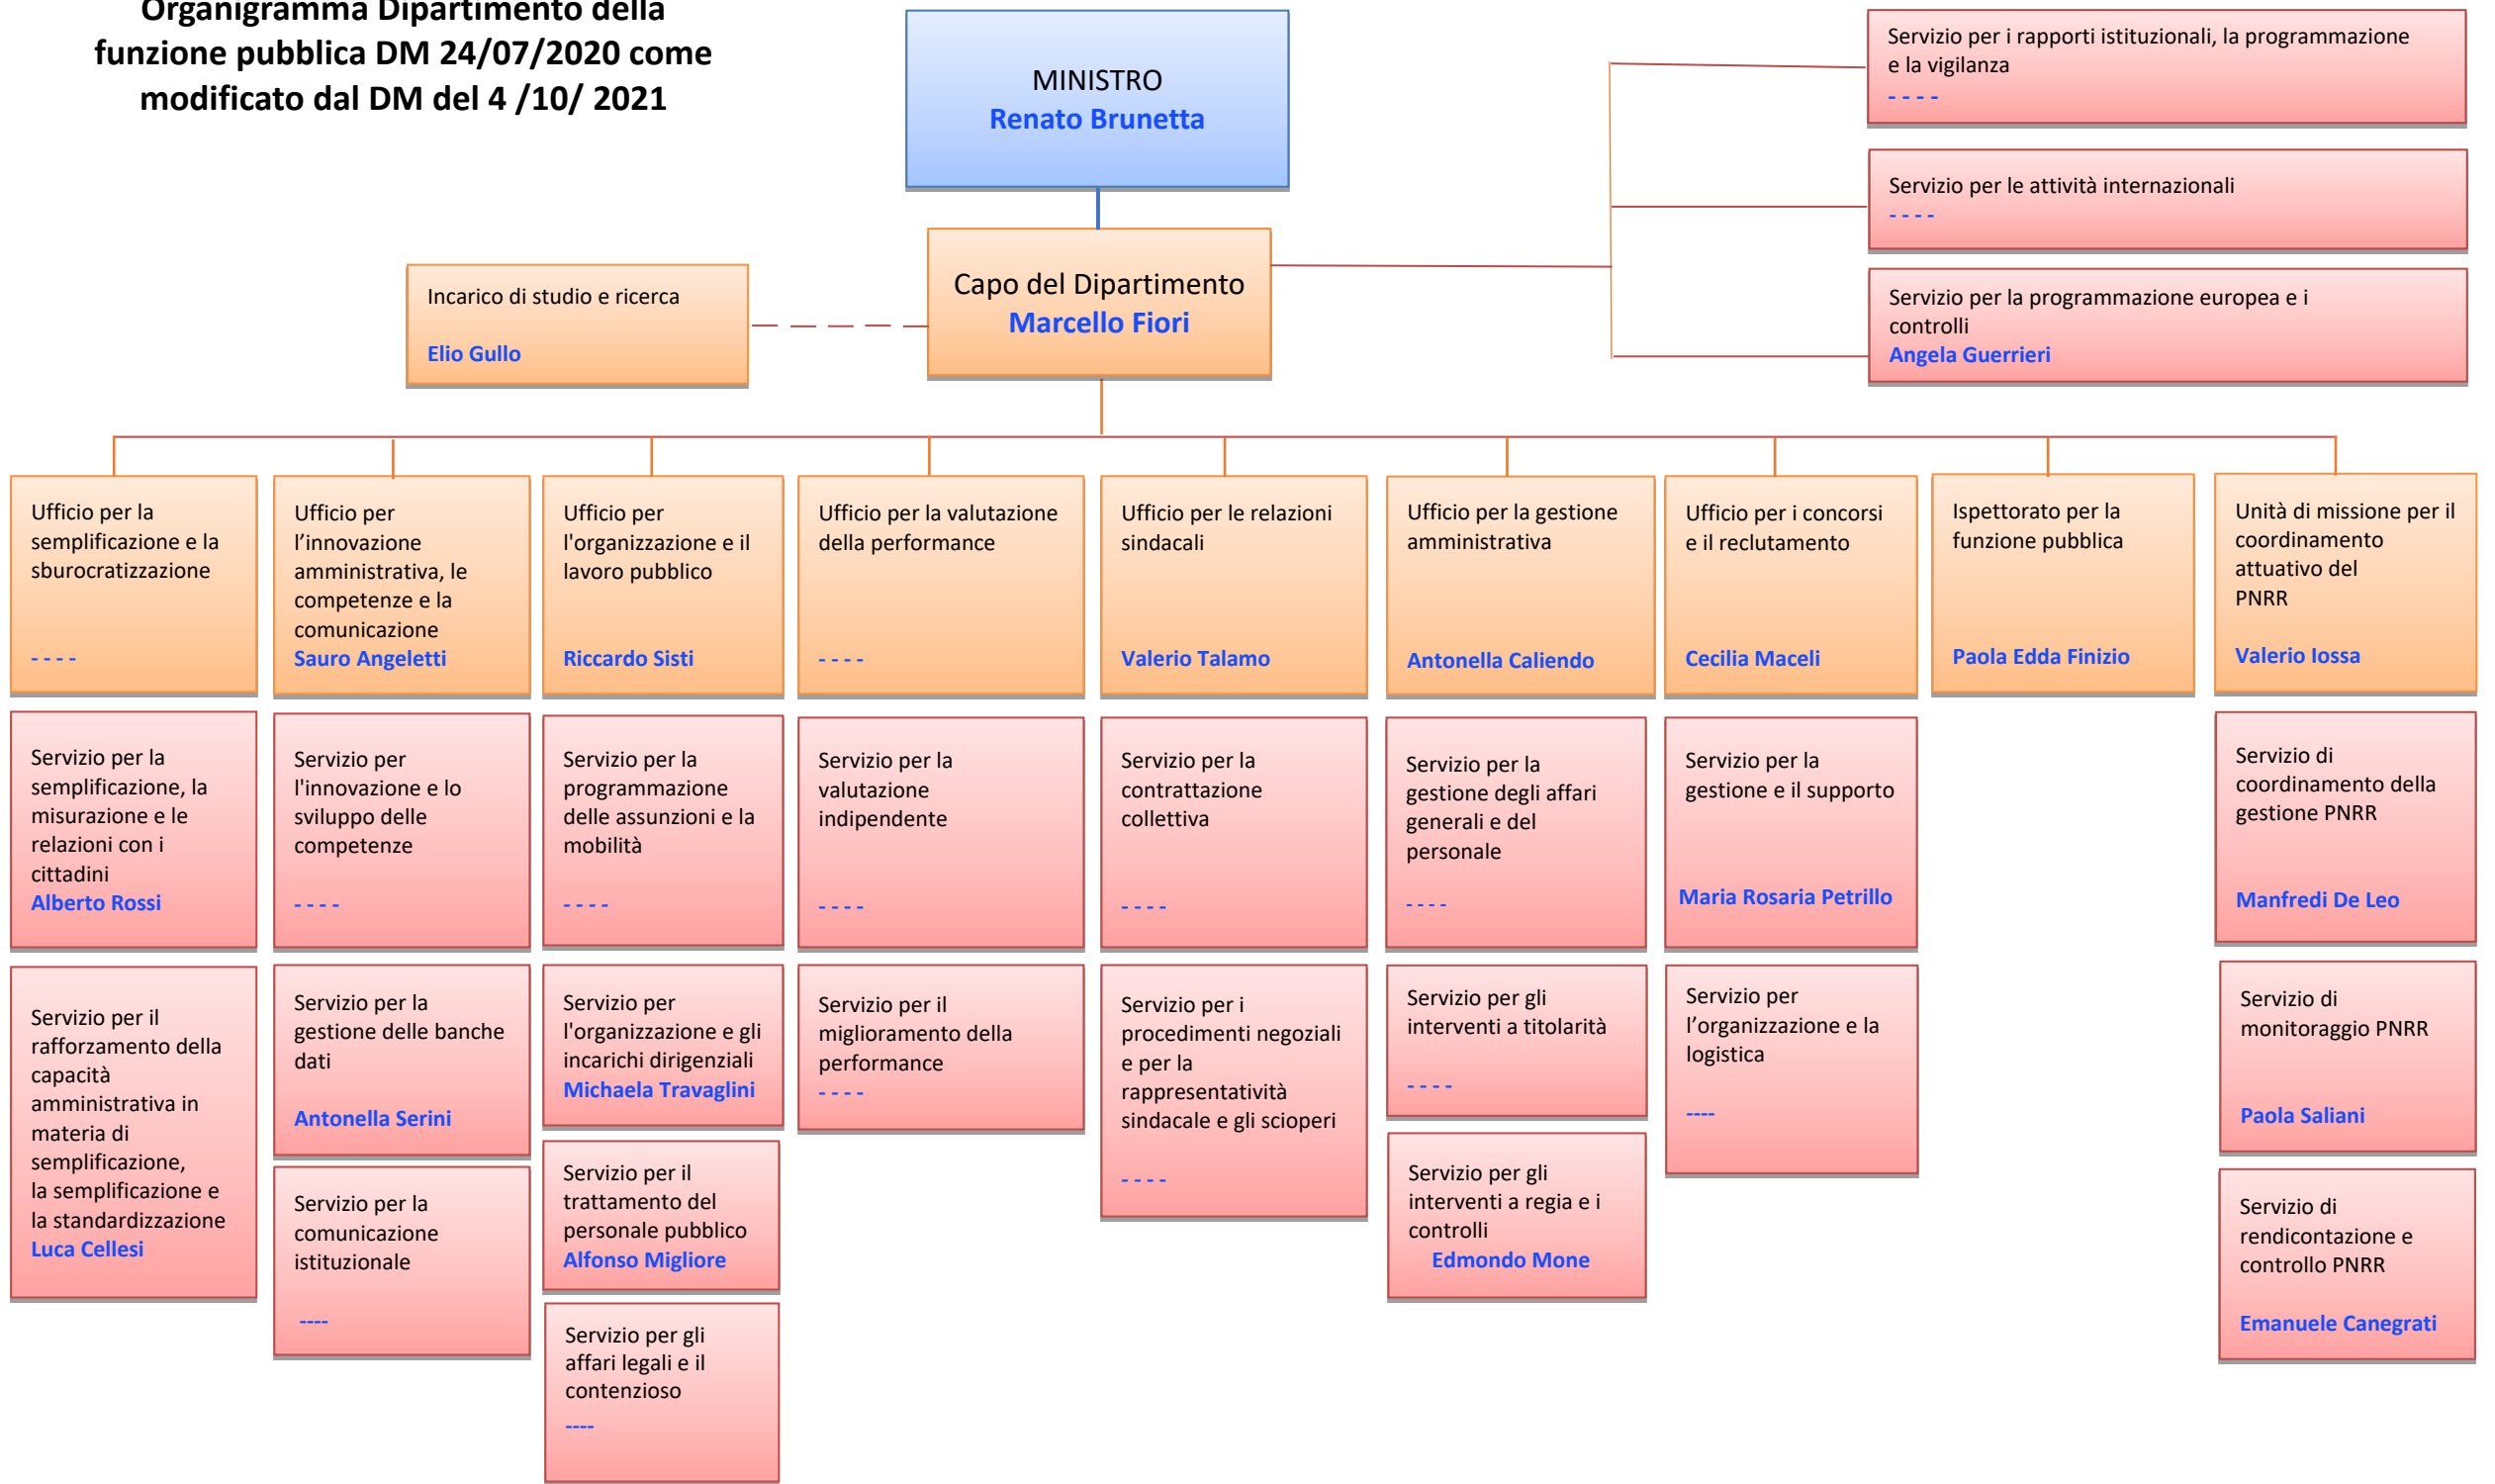 Organigramma Dipartimento della
funzione pubblica DM 24/07/2020 come
modificato dal DM del 4 /10/ 2021
MINISTRO
Renato Brunetta
Servizio per i rapporti istituzionali, la programmazione
e la vigilanza
- - - -
Servizio per le attività internazionali
- - - -
Servizio per la programmazione europea e i
controlli
Angela Guerrieri
Capo del Dipartimento
Marcello Fiori
Incarico di studio e ricerca
Elio Gullo
Ufficio per la
semplificazione e la
sburocratizzazione
- - - -
Ufficio per
l’innovazione
amministrativa, le
competenze e la
comunicazione
Sauro Angeletti
Ufficio per
l'organizzazione e il
lavoro pubblico
Riccardo Sisti
Ufficio per la valutazione
della performance
- - - -
Ufficio per le relazioni
sindacali
Valerio Talamo
Ufficio per la gestione
amministrativa
Antonella Caliendo
Ufficio per i concorsi
e il reclutamento
Cecilia Maceli
Ispettorato per la
funzione pubblica
Paola Edda Finizio
Unità di missione per il
coordinamento
attuativo del
PNRR
Valerio Iossa
Servizio per la
semplificazione, la
misurazione e le
relazioni con i
cittadini
Alberto Rossi
Servizio per
l'innovazione e lo
sviluppo delle
competenze
- - - -
Servizio per la
programmazione
delle assunzioni e la
mobilità
- - - -
Servizio per la
valutazione
indipendente
- - - -
Servizio per la
contrattazione
collettiva
- - - -
Servizio per la
gestione degli affari
generali e del
personale
- - - -
Servizio per la
gestione e il supporto
Maria Rosaria Petrillo
Servizio di
coordinamento della
gestione PNRR
Manfredi De Leo
Servizio per il
rafforzamento della
capacità
amministrativa in
materia di
semplificazione,
la semplificazione e
la standardizzazione
Luca Cellesi
Servizio per la
gestione delle banche
dati
Antonella Serini
Servizio per
l'organizzazione e gli
incarichi dirigenziali
Michaela Travaglini
Servizio per il
miglioramento della
performance
- - - -
Servizio per i
procedimenti negoziali
e per la
rappresentatività
sindacale e gli scioperi
- - - -
Servizio per gli
interventi a titolarità
- - - -
Servizio per
l’organizzazione e la
logistica
----
Servizio di
monitoraggio PNRR
Paola Saliani
Servizio per la
comunicazione
istituzionale
----
Servizio per il
trattamento del
personale pubblico
Alfonso Migliore
Servizio per gli
interventi a regia e i
controlli
Edmondo Mone
Servizio di
rendicontazione e
controllo PNRR
Emanuele Canegrati
Servizio per gli
affari legali e il
contenzioso
----